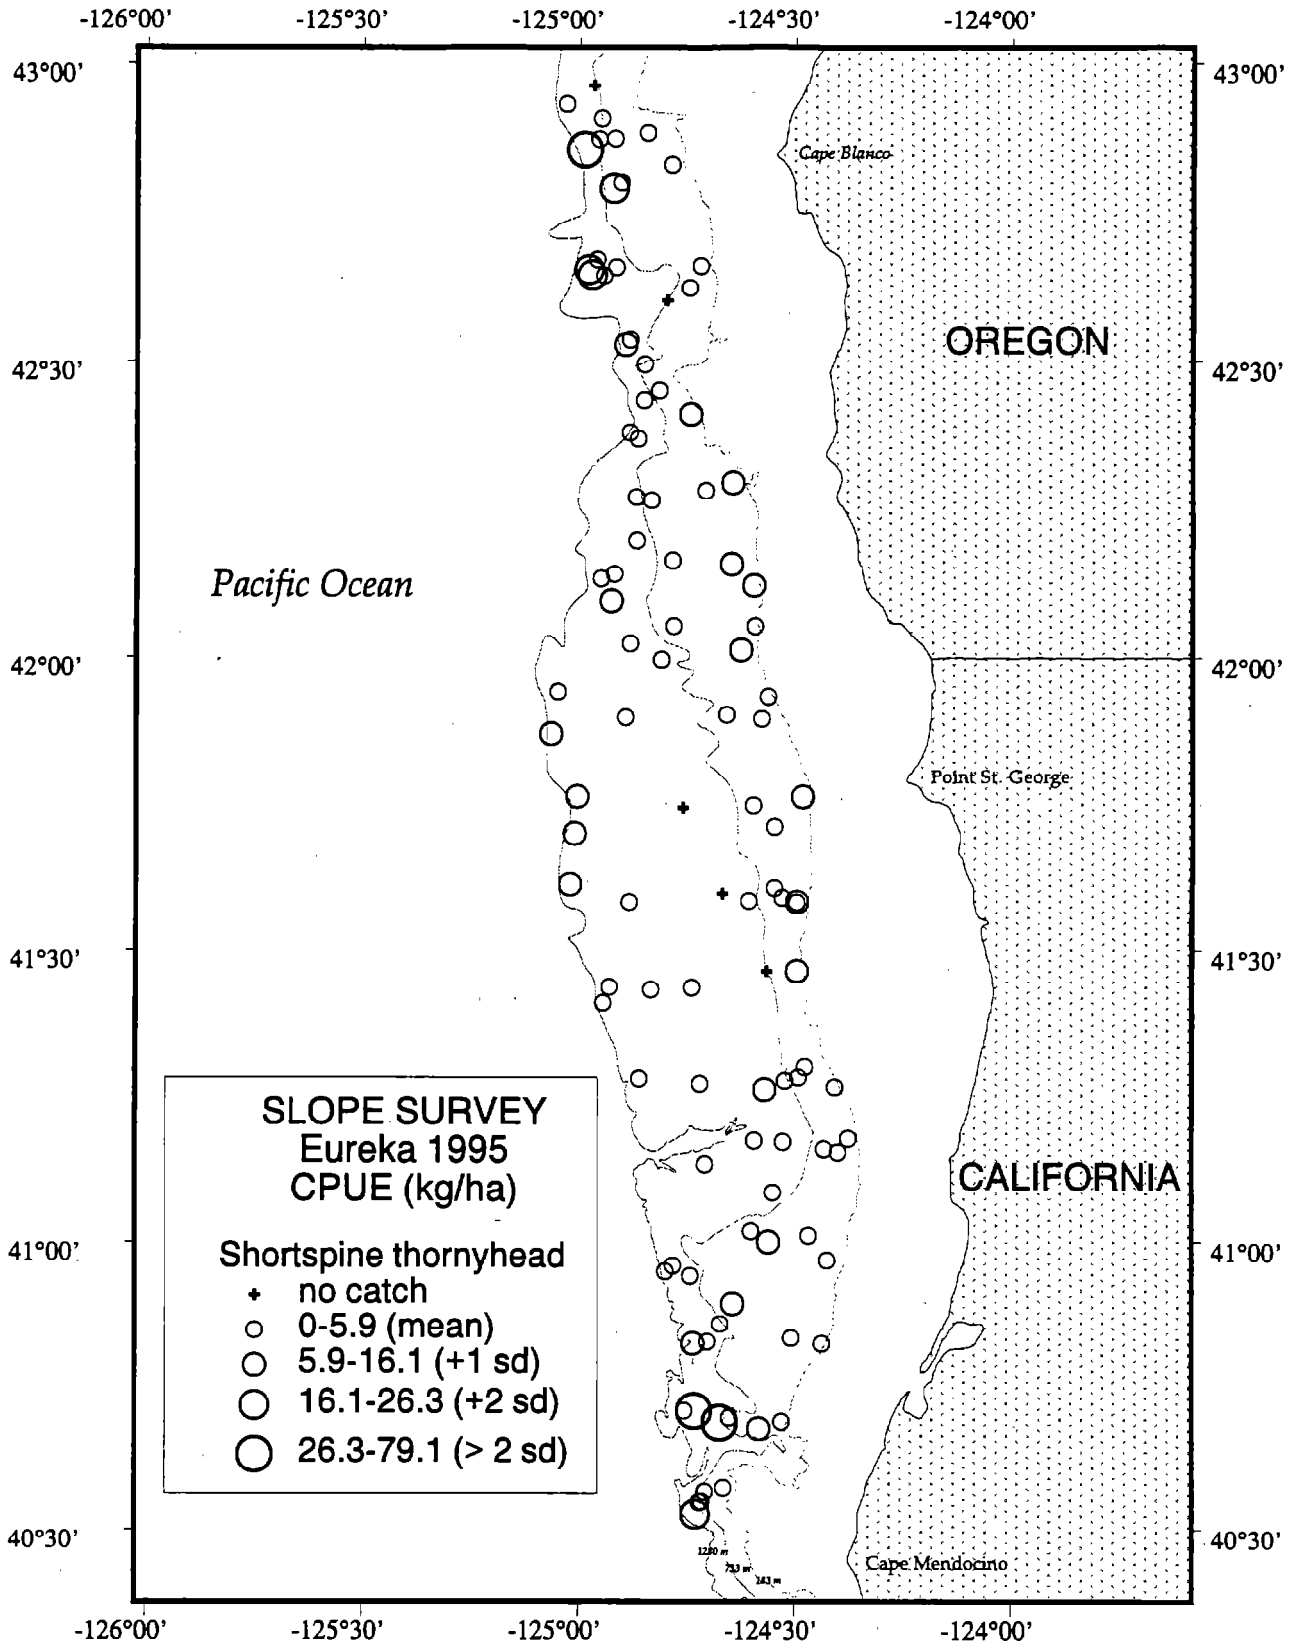 -126°00' -125°30' -125°00' -124°30' -124°00'
43°00' 43°00'
Cape Blanco
OREGON
42°30' 42°30'
Pacific Ocean
42°00' 42°00'
Point St. George
41°30' 41°30'
SLOPE SURVEY
Eureka 1995
CPUE (kg/ha)
CALIFORNIA
41°00' 41°00'
Shortspine thornyhead
no catch
0-5.9 (mean)
5.9-16.1 (+1 sd)
16.1-26.3 (+2 sd)
26.3-79.1 (> 2 sd)
40°30' 40°30'
Cape Mendocino
-126°00' -125°30' -125°00' -124°30' -124°00'